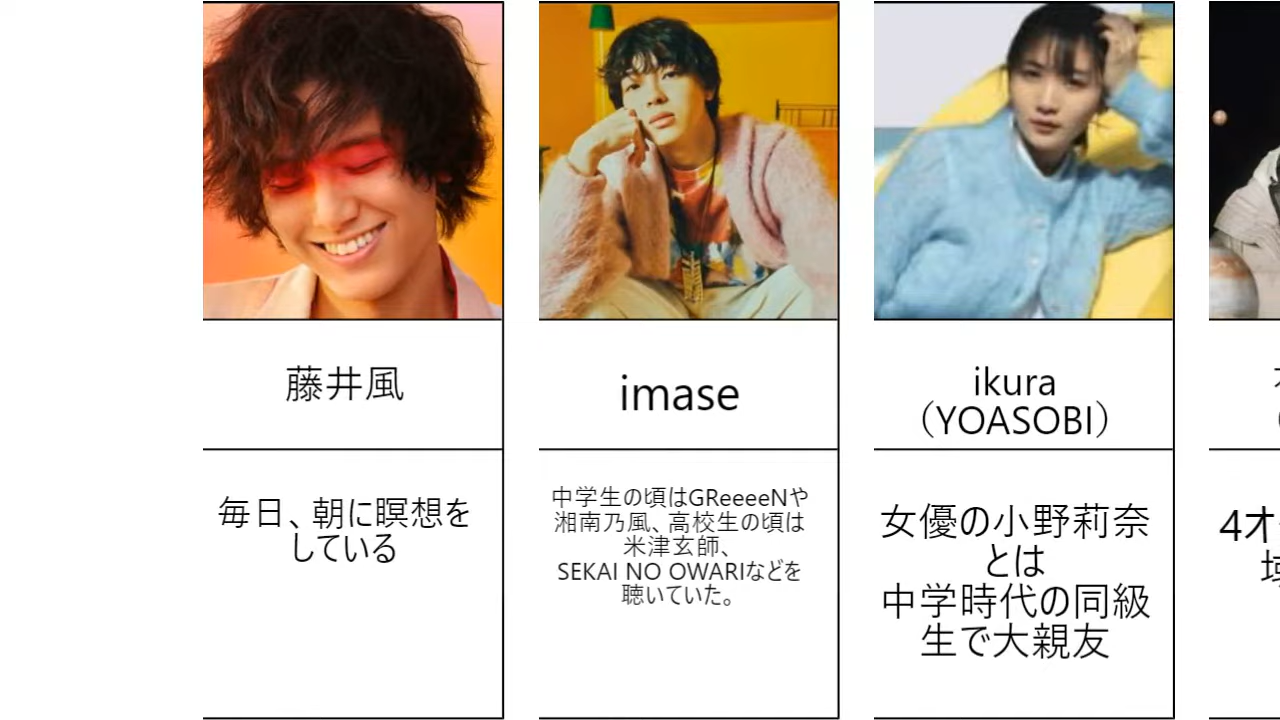 藤井風
毎日、朝に瞑想を
している
imase
中学生の頃はGReeeeNや
湘南乃風、高校生の頃は
米津玄師、
SEKAI NO OWARIなどを
聴いていた。
ikura
（YOASOBI）
女優の小野莉奈
とは
中学時代の同級
生で大親友
4オ